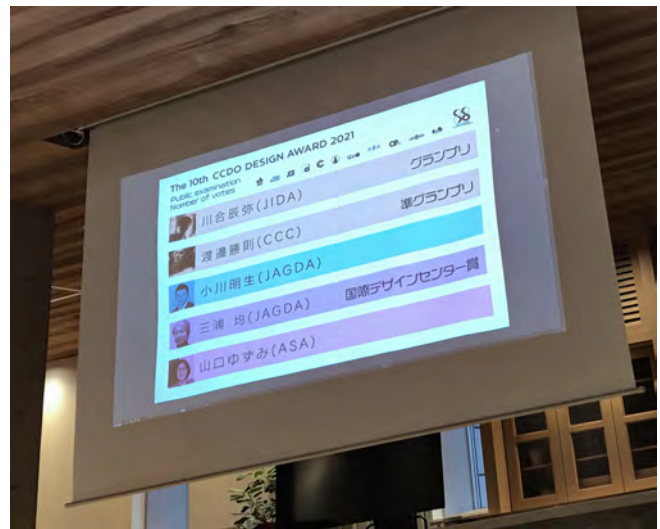 The 10th CCDO DESIGN AWARD 2021
Public examination
Nomber of votes
グランプリ
川合辰弥(JIDA)
準グランプリ
渡邉勝則(CCC)
小川明生(JAGDA)
国際デザインセンター賞
三浦 均(JAGDA)
山口ゆずみ(ASA)